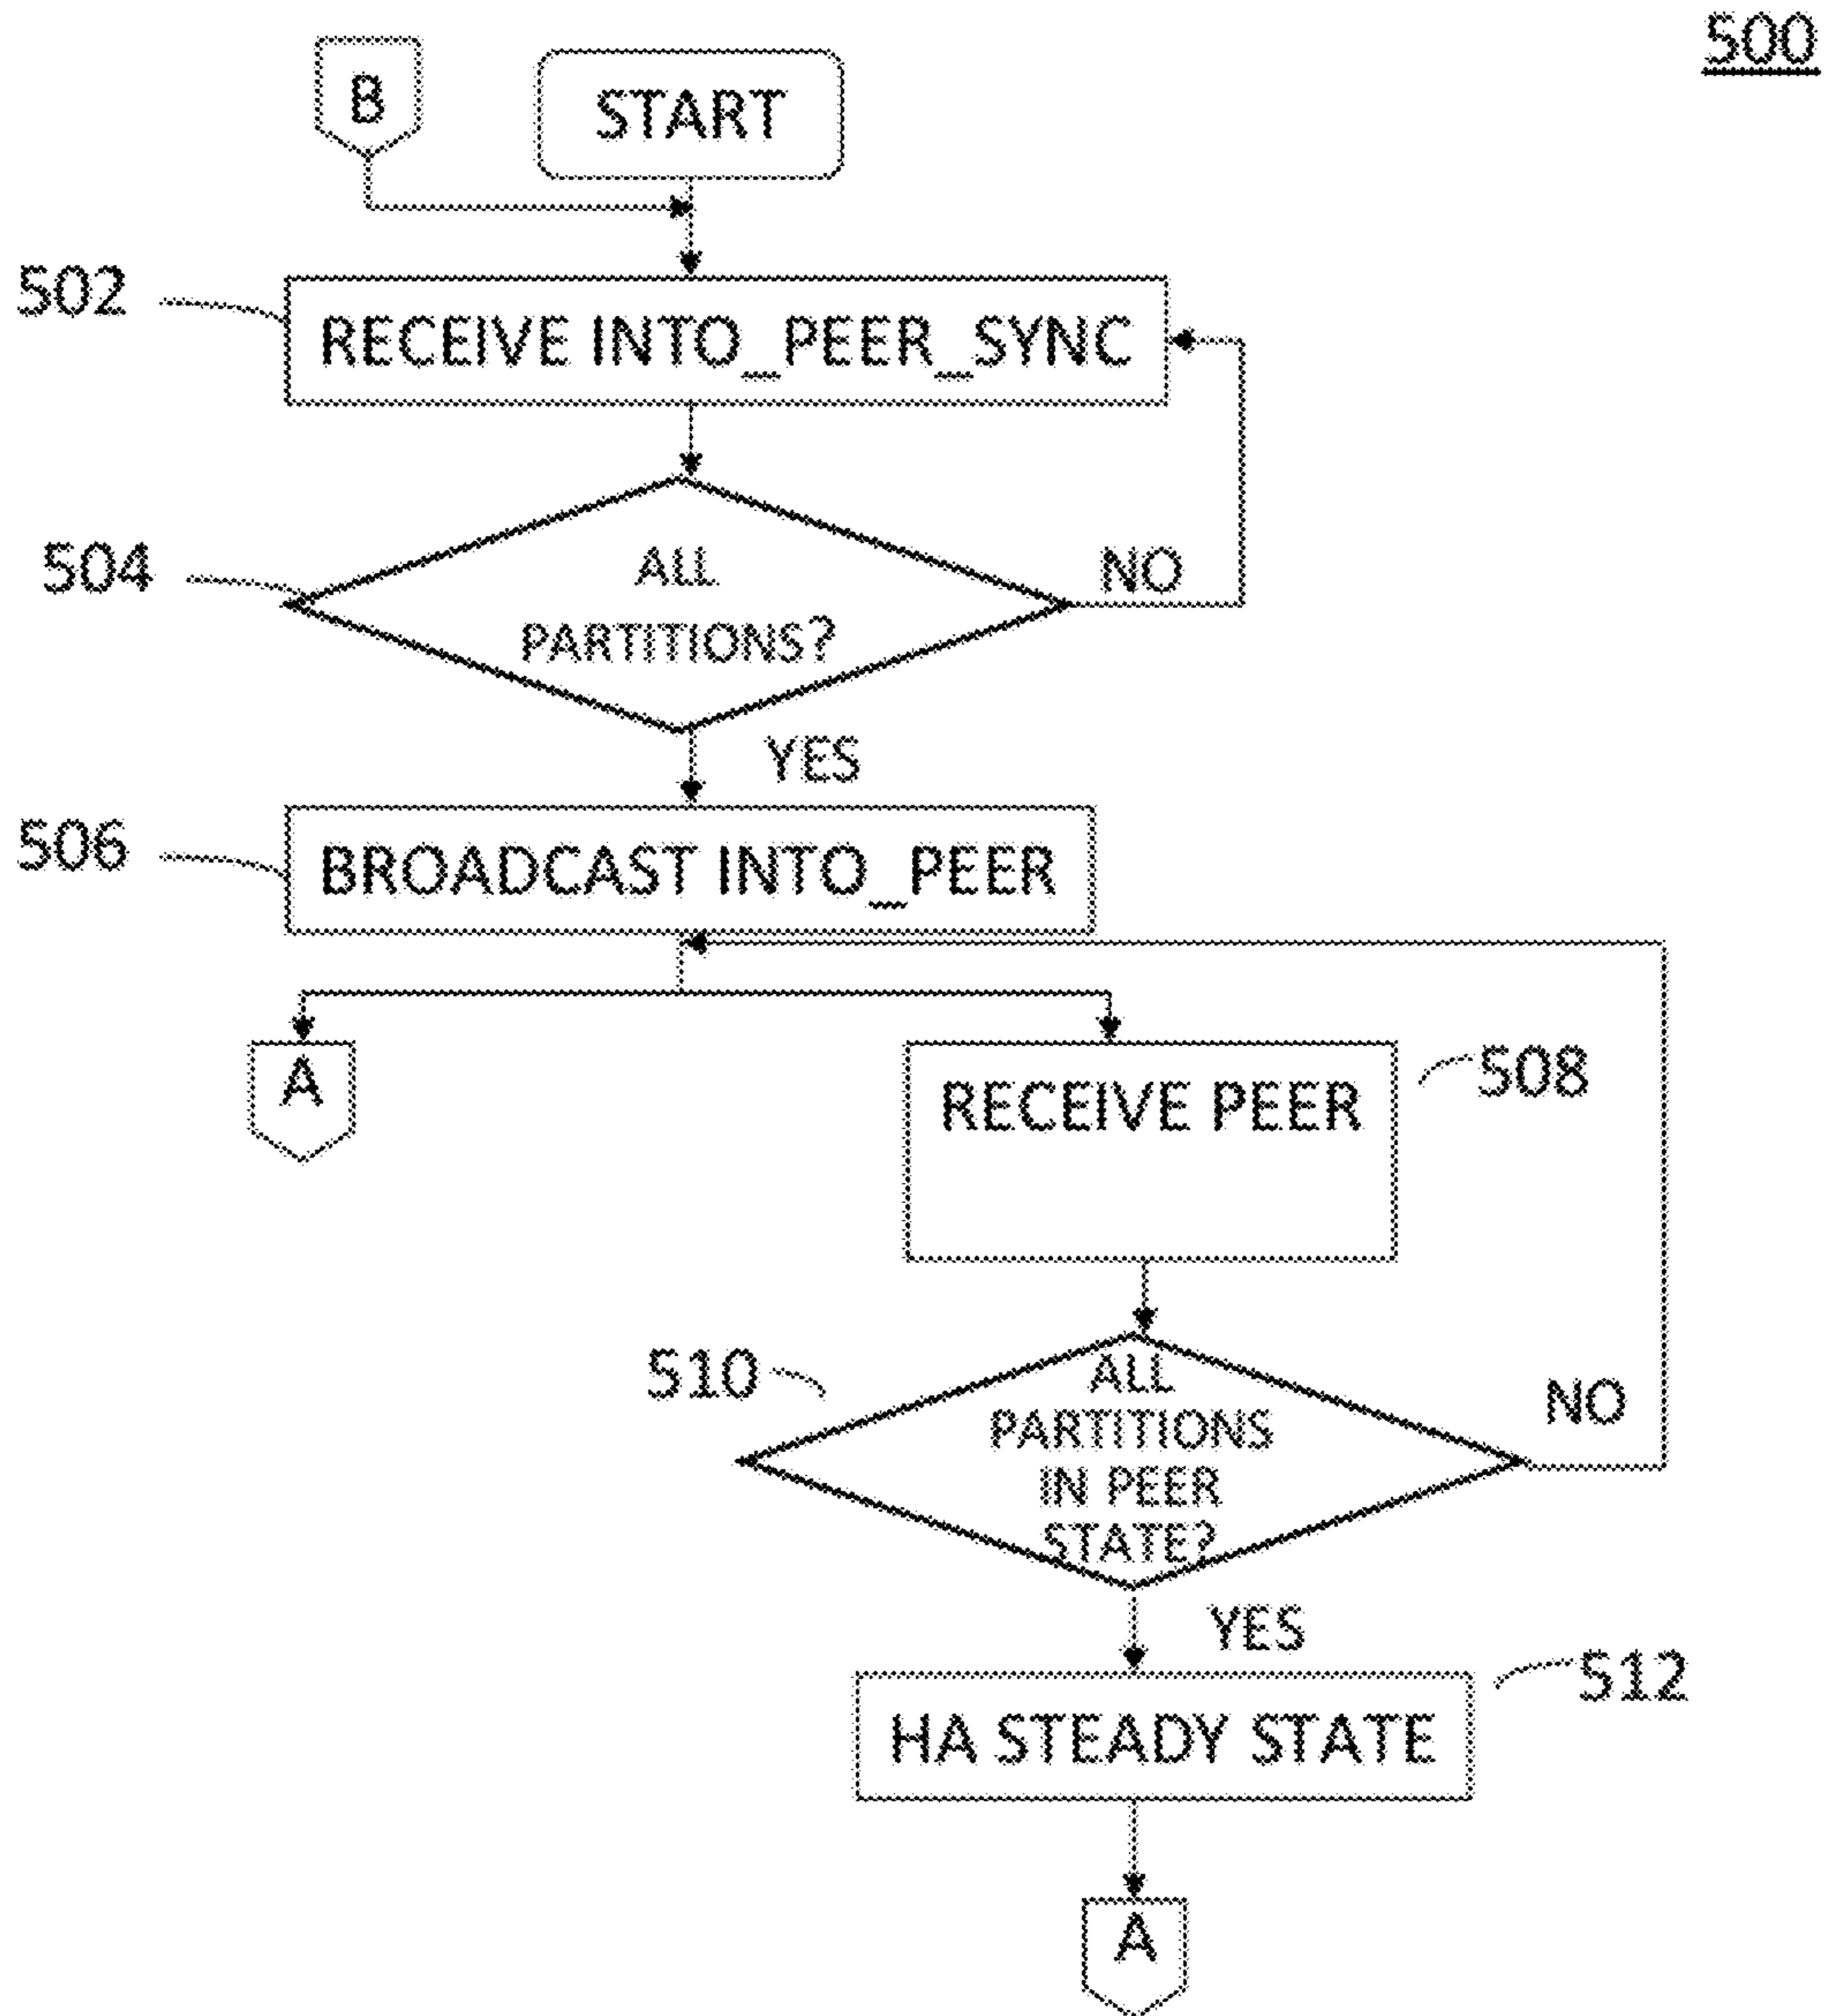 500
B
START
502
RECEIVE INTO_PEER_SYNC
504
ALL
PARTITIONS?
NO
YES
506
BROADCAST INTO_PEER
A
RECEIVE PEER
508
510
ALL
PARTITIONS
IN PEER
STATE?
NO
YES
512
HA STEADY STATE
A